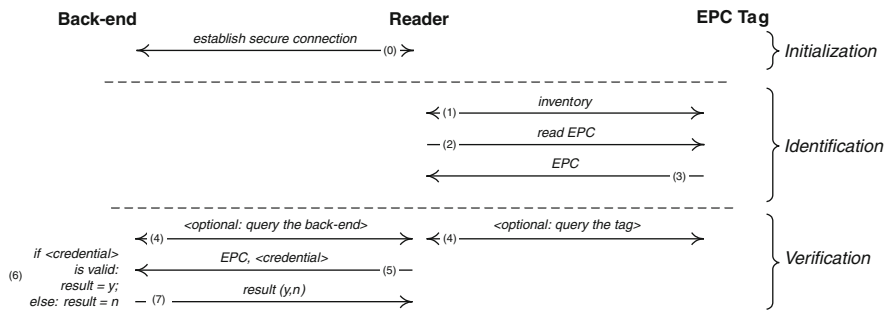 Back-end Reader EPC Tag
establish secure connection
(0)
Initialization
inventory
(1)
read EPC
(2)
Identification
EPC
(3)
<optional: query the back-end> <optional: query the tag>
(4) (4)
if <credential>
EPC, <credential>
Verification
(6) is valid:
(5)
result = y;
result (y,n)
else: result = n
(7)